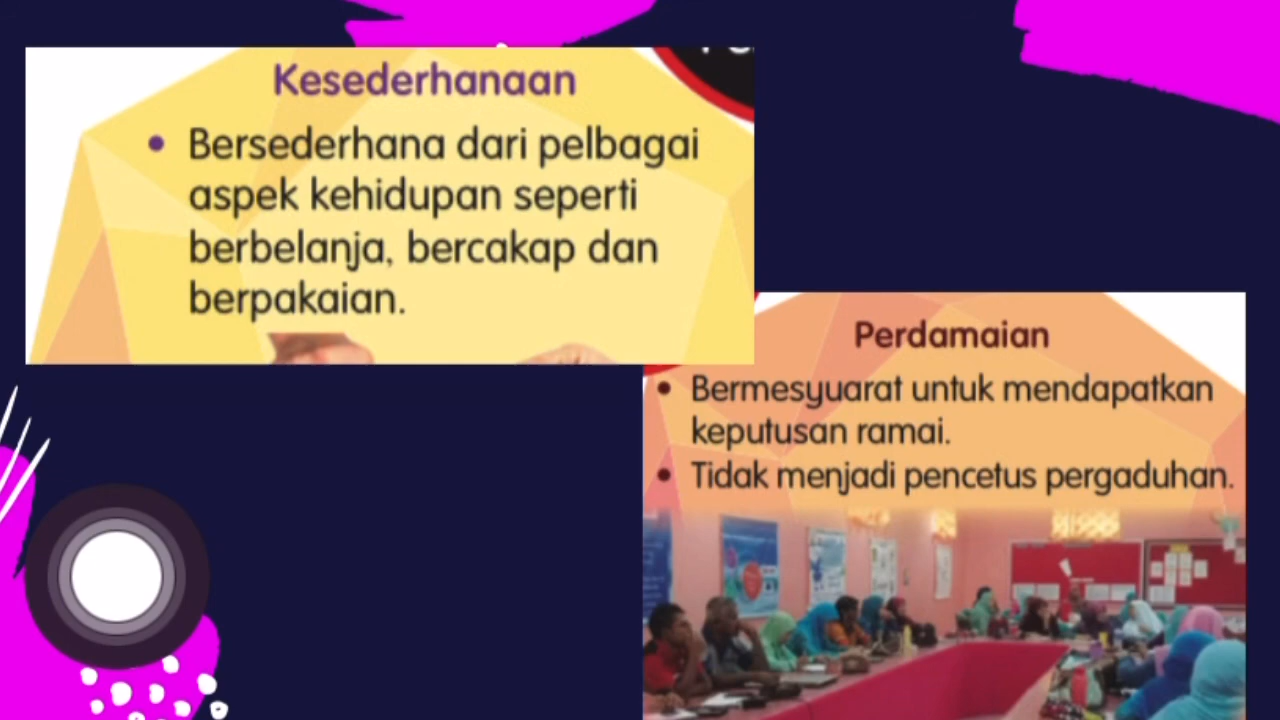 Kesederhanaan
• Bersederhana dari pelbagai
aspek kehidupan seperti
berbelanja, bercakap dan
berpakaian.
Perdamaian
• Bermesyuarat untuk mendapatkan
keputusan ramai.
• Tidak menjadi pencetus pergaduhan.